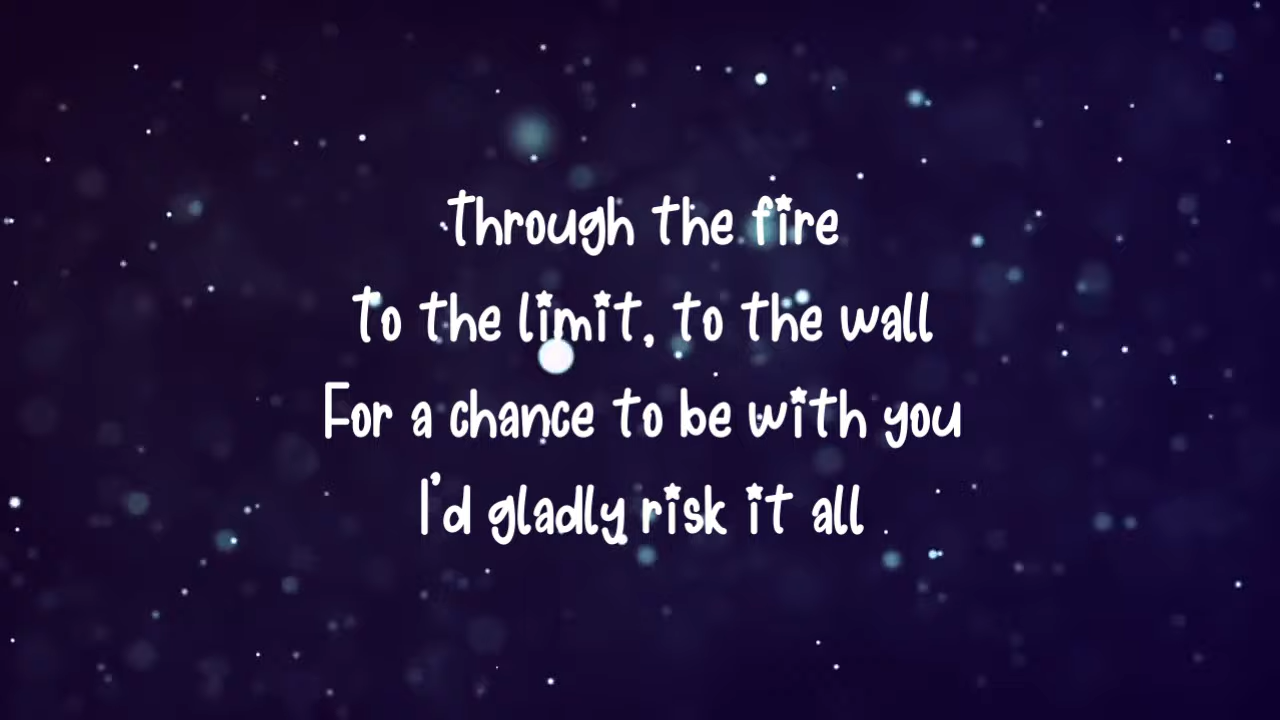 Through the fire
To the limit, to the wall
For a chance to be with you
I'd gladly risk it all